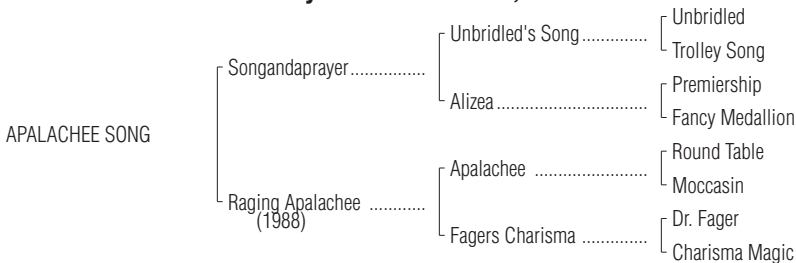 Unbridled
Unbridled's Song..............
Trolley Song
Songandaprayer................
Premiership
Alizea................................
Fancy Medallion
APALACHEE SONG
Round Table
Apalachee ........................
Moccasin
Raging Apalachee ............
(1988)
Dr. Fager
Fagers Charisma ..............
Charisma Magic